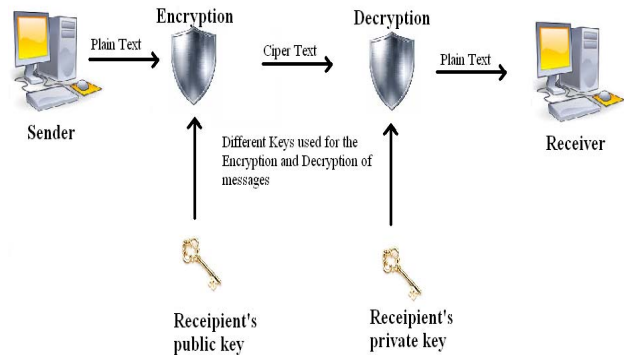 Encryption
Decryption
Plain Text
Ciper Text
Plain Text
Sender
Receiver
Different Keys used for the
Encryption and Decryption of
messages
Receipient's
public key
Receipient's
private key